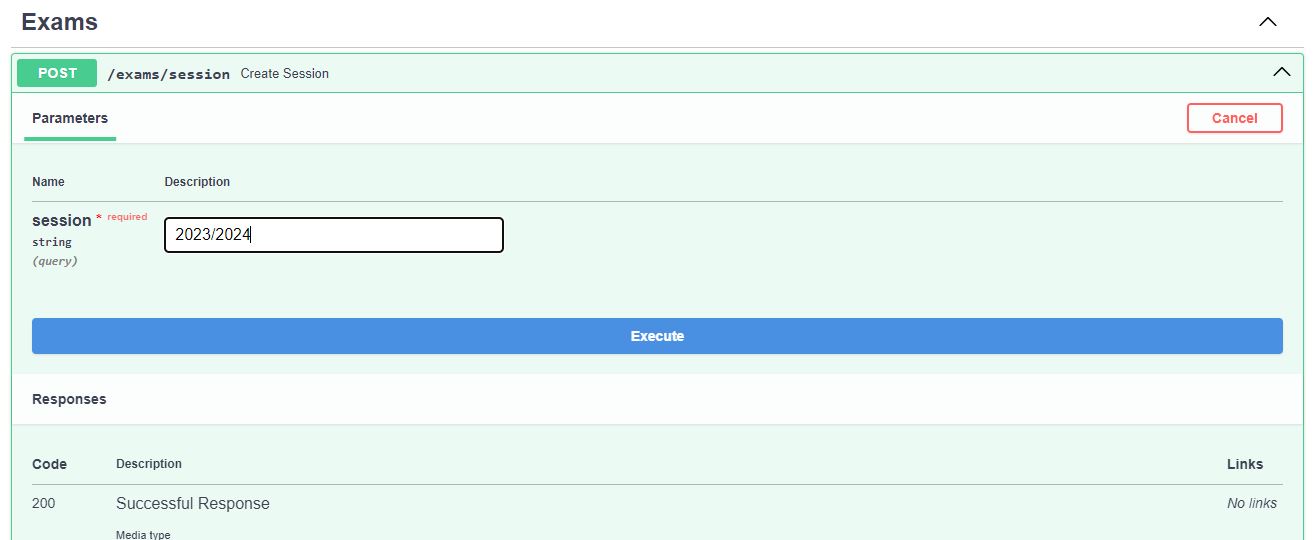 Exams
POST /exams/session Create Session
Parameters
Cancel
Name Description
session * required
string
(query)
2023/2024
Execute
Responses
Code Description Links
200 Successful Response No links
Media type